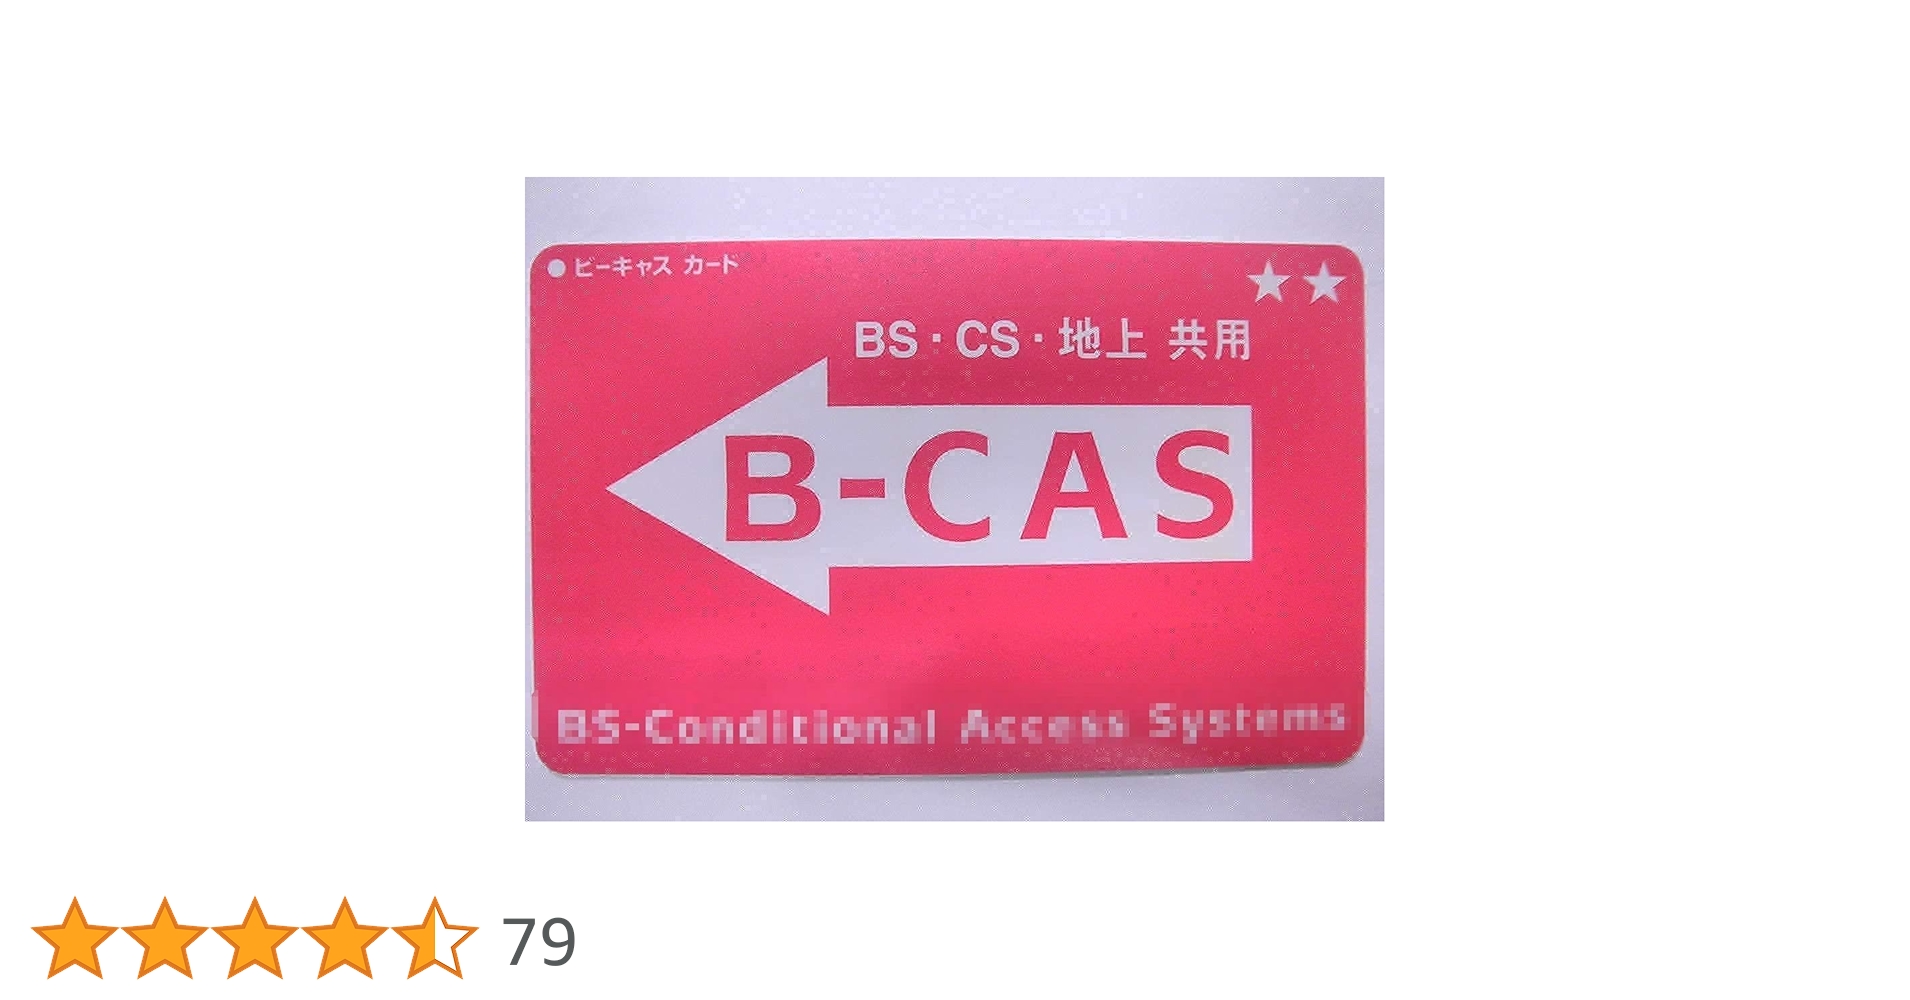 ●ビーキャス カード
★★
BS・CS・地上 共用
B-CAS
BS-Conditional Access Systems
79